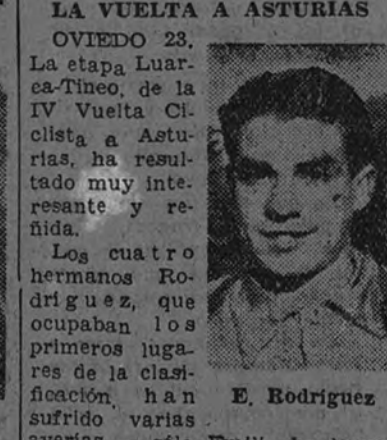 LA VUELTA A ASTURIAS
OVIEDO 23.
La etapa Luar-
ca-Tineo, de la
IV Vuelta Ci-
clista a Astu-
rias, ha resul-
tado muy inte-
resante y re-
ñida.
Los cuatro
hermanos Ro-
dríguez, que
ocupaban los
primeros luga-
res de la clasi-
ficación han
sufrido varias
E. Rodríguez